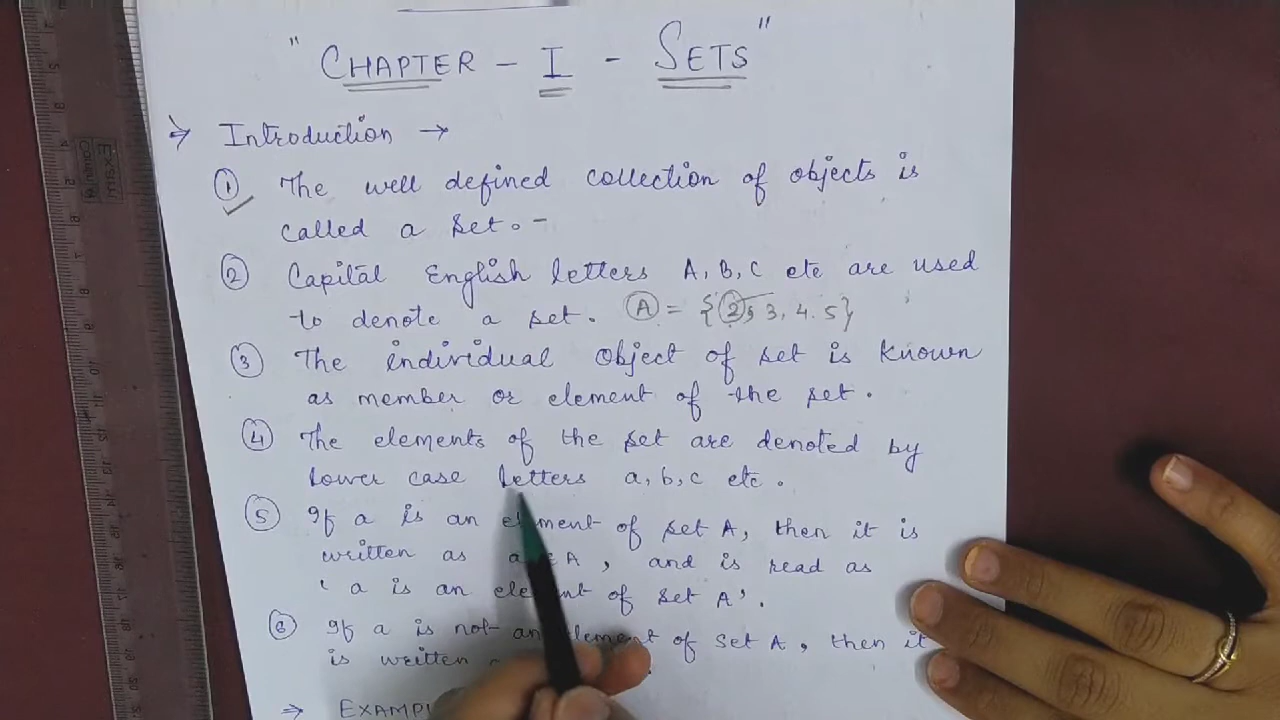 " CHAPTER - I - SETS "
⇒ Introduction →
① The well defined collection of objects is
called a set. -
② Capital English letters A, B, C etc are used
to denote a set. A = {2, 3, 4. 5}
③ The individual object of set is known
as member or element of the set.
④ The elements of the set are denoted by
lower case letters a, b, c etc.
⑤ If a is an element of set A, then it is
written as a ∈ A, and is read as
' a is an element of set A'.
⑥ If a is not an element of set A, then it
is written
⇒